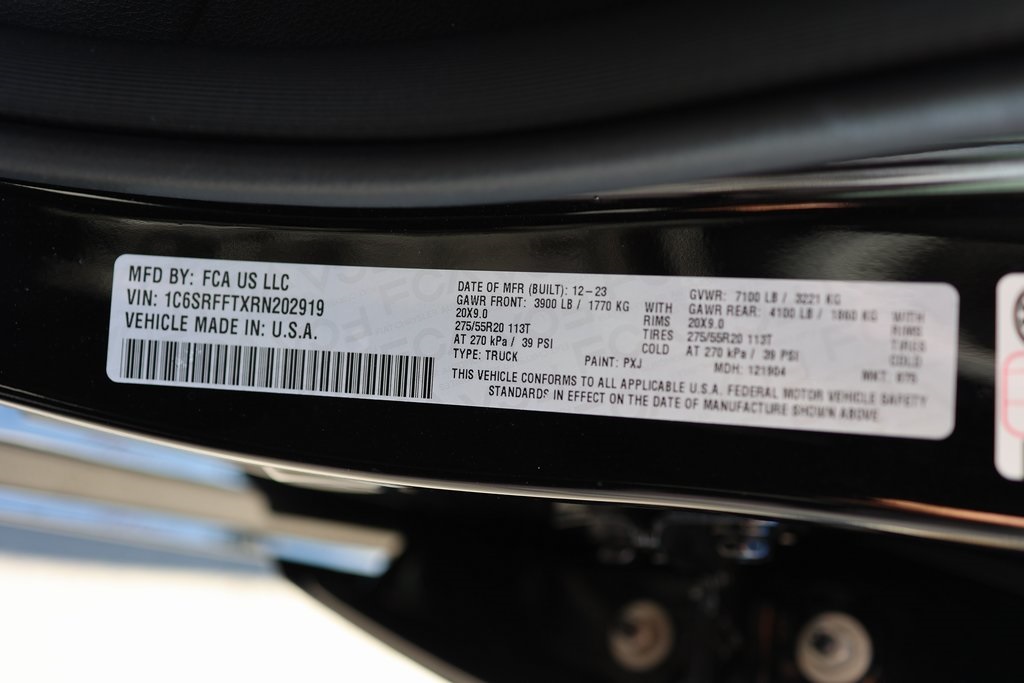 MFD BY: FCA US LLC
VIN: 1C6SRFFTXRN202919
VEHICLE MADE IN: U.S.A.
DATE OF MFR (BUILT): 12-23
GAWR FRONT: 3900 LB / 1770 KG WITH
20X9.0 RIMS
275/55R20 113T TIRES
AT 270 kPa / 39 PSI COLD
TYPE: TRUCK PAINT: PXJ
GVWR: 7100 LB / 3221 KG
GAWR REAR: 4100 LB / 1860 KG WITH
20X9.0 RIMS
275/55R20 113T TIRES
AT 270 kPa / 39 PSI COLD
MDH: 121904
THIS VEHICLE CONFORMS TO ALL APPLICABLE U.S.A. FEDERAL MOTOR VEHICLE SAFETY
STANDARDS IN EFFECT ON THE DATE OF MANUFACTURE SHOWN ABOVE